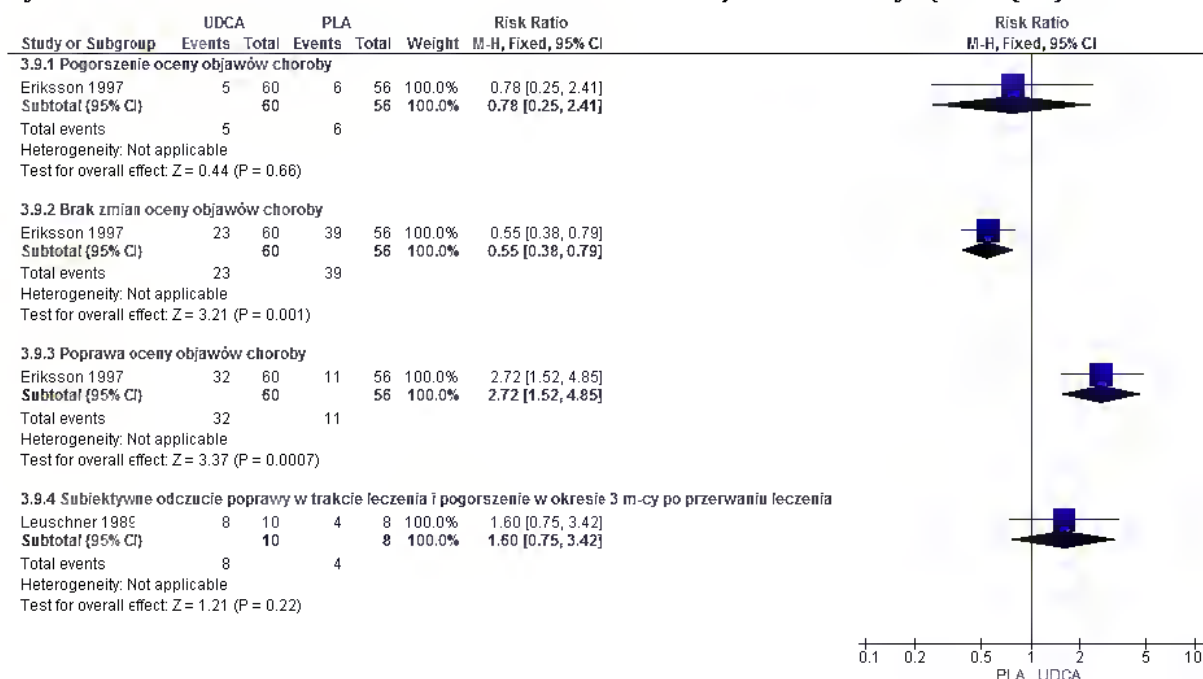 UDCA PLA Risk Ratio Risk Ratio
Study or Subgroup Events Total Events Total Weight M-H, Fixed, 95% CI M-H, Fixed, 95% CI
3.9.1 Pogorszenie oceny objawów choroby
Eriksson 1997 5 60 6 56 100.0% 0.78 [0.25, 2.41]
Subtotal (95% CI) 60 56 100.0% 0.78 [0.25, 2.41]
Total events 5 6
Heterogeneity: Not applicable
Test for overall effect: Z = 0.44 (P = 0.66)
3.9.2 Brak zmian oceny objawów choroby
Eriksson 1997 23 60 39 56 100.0% 0.55 [0.38, 0.79]
Subtotal (95% CI) 60 56 100.0% 0.55 [0.38, 0.79]
Total events 23 39
Heterogeneity: Not applicable
Test for overall effect: Z = 3.21 (P = 0.001)
3.9.3 Poprawa oceny objawów choroby
Eriksson 1997 32 60 11 56 100.0% 2.72 [1.52, 4.85]
Subtotal (95% CI) 60 56 100.0% 2.72 [1.52, 4.85]
Total events 32 11
Heterogeneity: Not applicable
Test for overall effect: Z = 3.37 (P = 0.0007)
3.9.4 Subiektywne odczucie poprawy w trakcie leczenia i pogorszenie w okresie 3 m-cy po przerwaniu leczenia
Leuschner 1989 8 10 4 8 100.0% 1.60 [0.75, 3.42]
Subtotal (95% CI) 10 8 100.0% 1.60 [0.75, 3.42]
Total events 8 4
Heterogeneity: Not applicable
Test for overall effect: Z = 1.21 (P = 0.22)
0.1 0.2 0.5 1 2 5 10
PLA UDCA